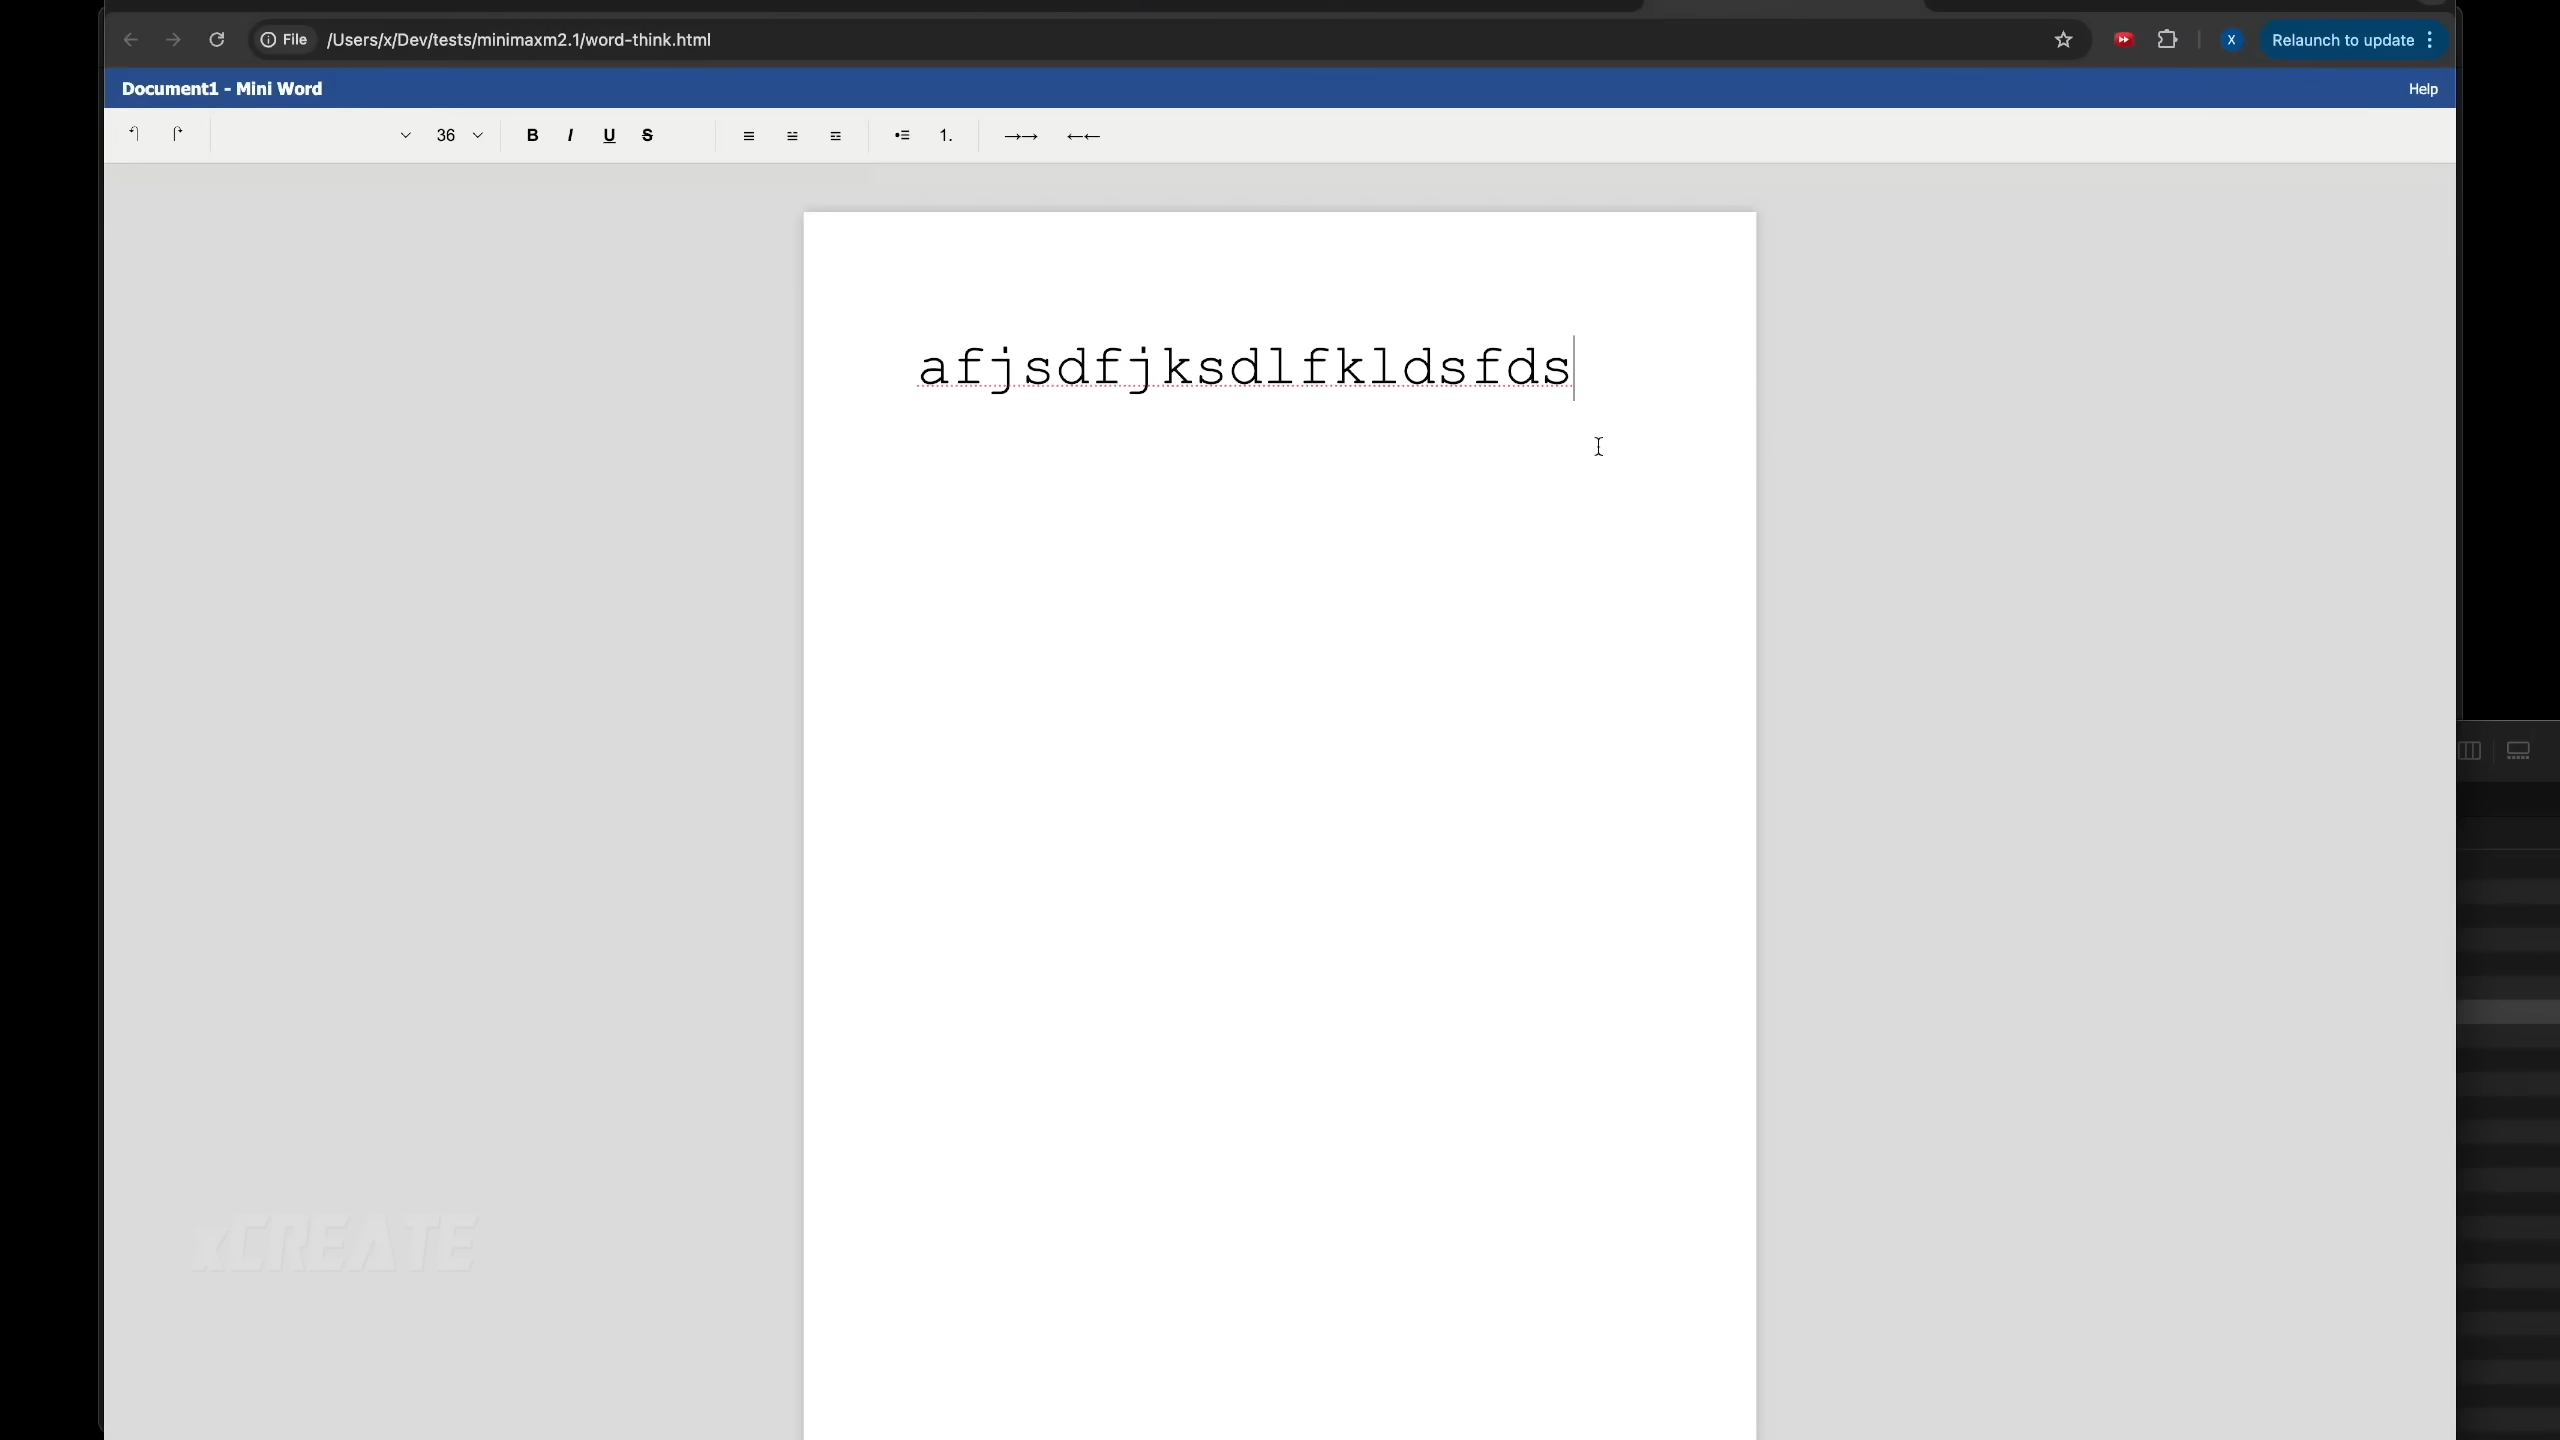 File /Users/x/Dev/tests/minimaxm2.1/word-think.html X Relaunch to update
Document1 - Mini Word Help
36 B I U S 1.
afjsdfjksdlfkldsfds
xCREATE